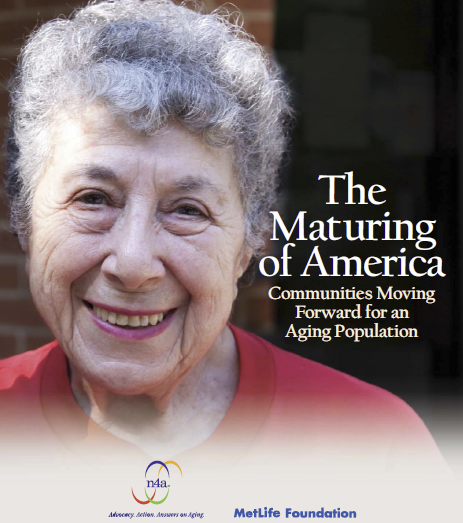 The
Maturing
of America
Communities Moving
Forward for an
Aging Population
n4a.
Advocacy. Action. Answers on Aging.
MetLife Foundation